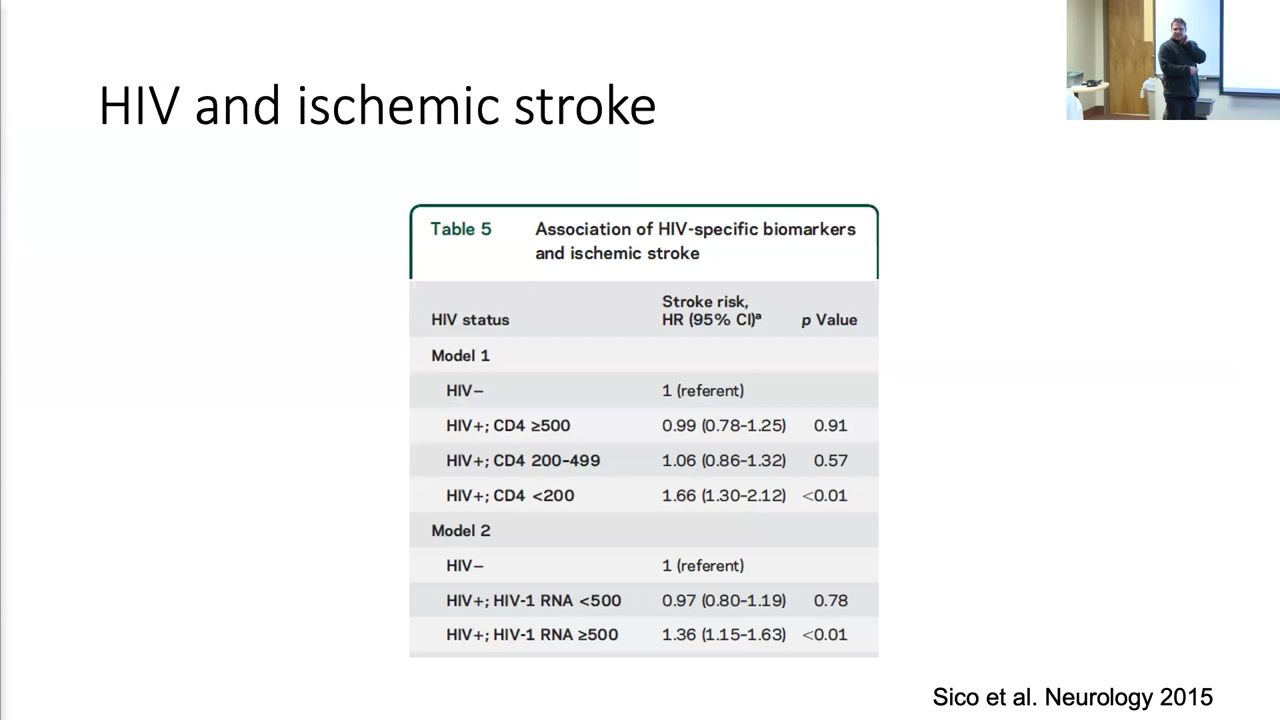 HIV and ischemic stroke
Table 5 Association of HIV-specific biomarkers
and ischemic stroke
Stroke risk,
HIV status HR (95% CI)ᵃ p Value
Model 1
HIV− 1 (referent)
HIV+; CD4 ≥500 0.99 (0.78–1.25) 0.91
HIV+; CD4 200–499 1.06 (0.86–1.32) 0.57
HIV+; CD4 <200 1.66 (1.30–2.12) <0.01
Model 2
HIV− 1 (referent)
HIV+; HIV-1 RNA <500 0.97 (0.80–1.19) 0.78
HIV+; HIV-1 RNA ≥500 1.36 (1.15–1.63) <0.01
Sico et al. Neurology 2015